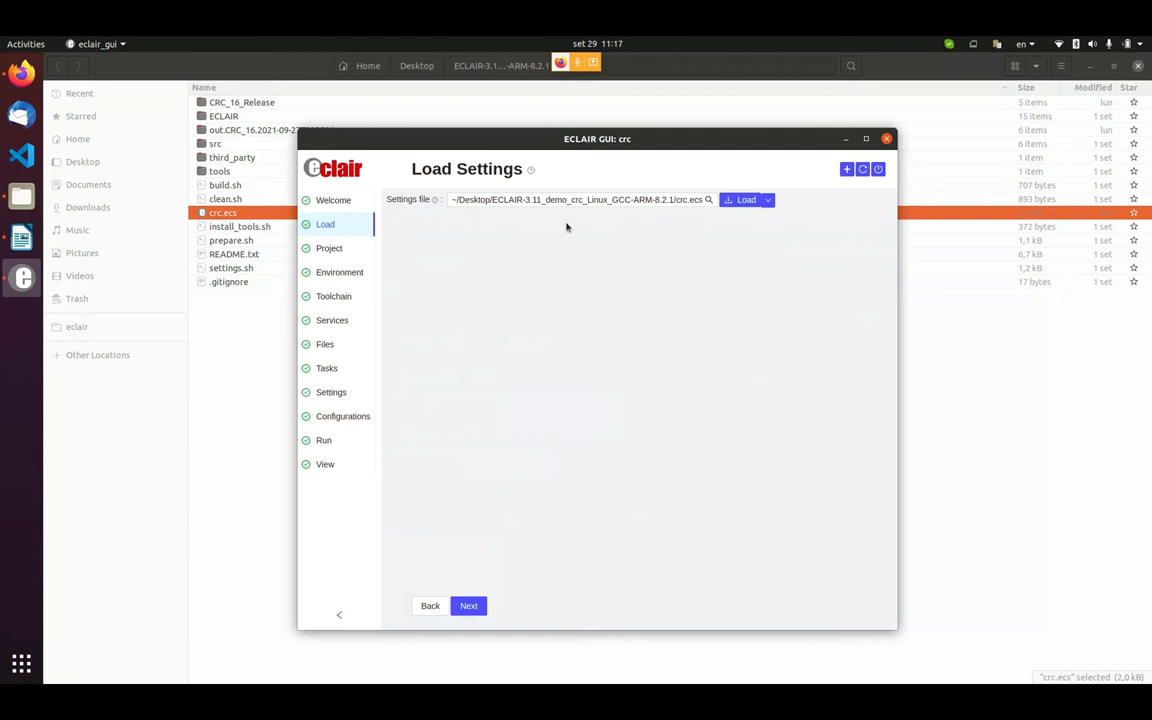 Activities eclair_gui set 29 11:17 en
Home Desktop ECLAIR-3.1...-ARM-8.2.1
Name Size Modified Star
Recent
Starred
Home
Desktop
Documents
Downloads
Music
Pictures
Videos
Trash
eclair
+ Other Locations
CRC_16_Release 5 items lun
ECLAIR 15 items 1 set
6 items lun
src 4 items 1 set
third_party 1 item 1 set
tools 1 item 1 set
build.sh 707 bytes 1 set
clean.sh 893 bytes 1 set
crc.ecs
install_tools.sh 372 bytes 1 set
prepare.sh 1,1 kB 1 set
README.txt 6,7 kB 1 set
settings.sh 1,2 kB 1 set
.gitignore 17 bytes 1 set
ECLAIR GUI: crc
eclair
Load Settings
Welcome
Load
Project
Environment
Toolchain
Services
Files
Tasks
Settings
Configurations
Run
View
Settings file : ~/Desktop/ECLAIR-3.11_demo_crc_Linux_GCC-ARM-8.2.1/crc.ecs Load
Back Next
"crc.ecs" selected (2,0 kB)